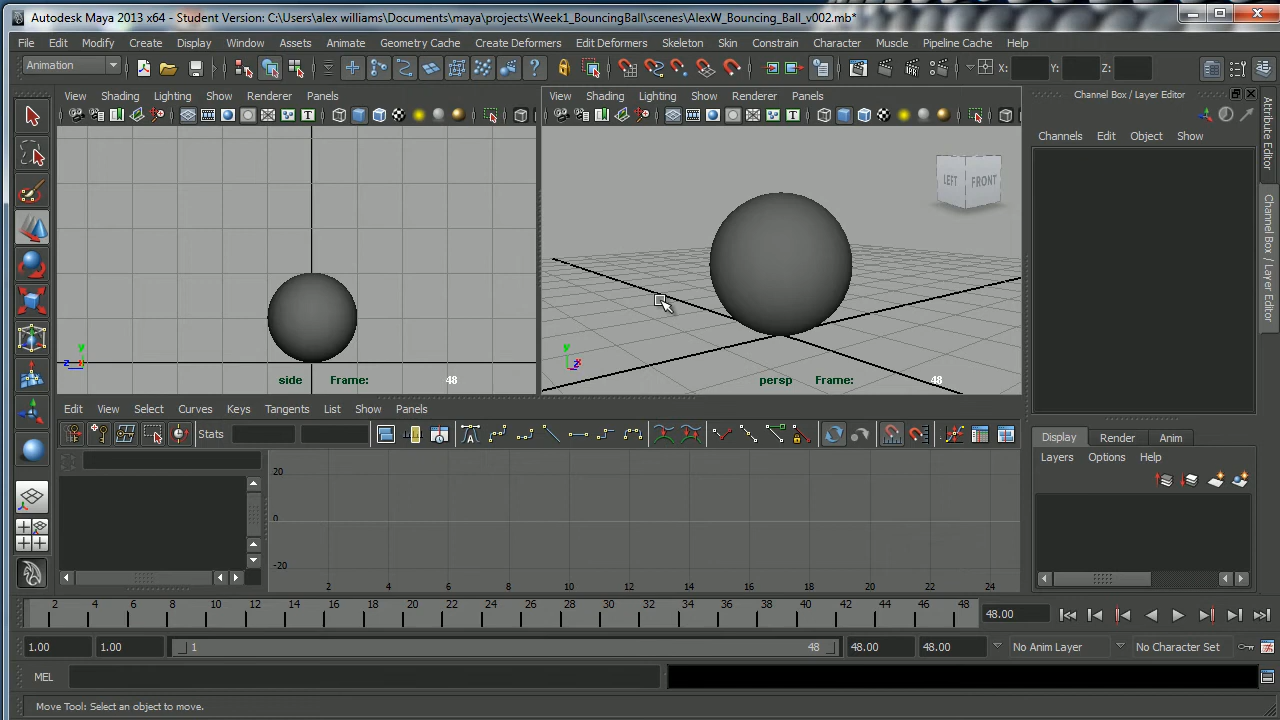 Autodesk Maya 2013 x64 - Student Version: C:\Users\alex williams\Documents\maya\projects\Week1_BouncingBall\scenes\AlexW_Bouncing_Ball_v002.mb*
File Edit Modify Create Display Window Assets Animate Geometry Cache Create Deformers Edit Deformers Skeleton Skin Constrain Character Muscle Pipeline Cache Help
Animation X: Y: Z:
View Shading Lighting Show Renderer Panels
View Shading Lighting Show Renderer Panels
Channel Box / Layer Editor
Channels Edit Object Show
Attribute Editor
Channel Box / Layer Editor
LEFT FRONT
y
z
side Frame: 48
y
z x
persp Frame: 48
Edit View Select Curves Keys Tangents List Show Panels
Stats
20
0
-20
2 4 6 8 10 12 14 16 18 20 22 24
Display Render Anim
Layers Options Help
2 4 6 8 10 12 14 16 18 20 22 24 26 28 30 32 34 36 38 40 42 44 46 48 48.00
1.00 1.00 1 48 48.00 48.00 No Anim Layer No Character Set
MEL
Move Tool: Select an object to move.